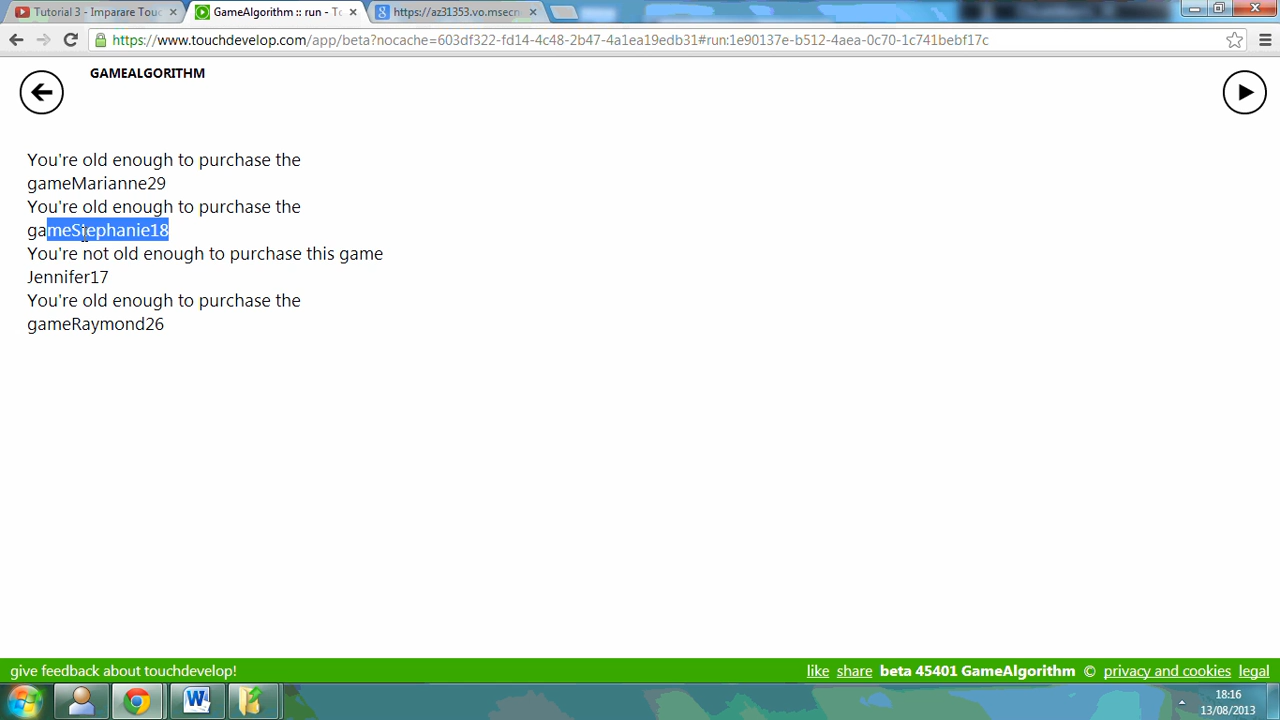 Tutorial 3 - Imparare Touc
GameAlgorithm :: run - To
https://az31353.vo.msecn
https://www.touchdevelop.com/app/beta?nocache=603df322-fd14-4c48-2b47-4a1ea19edb31#run:1e90137e-b512-4aea-0c70-1c741bebf17c
GAMEALGORITHM
You're old enough to purchase the
gameMarianne29
You're old enough to purchase the
gameStephanie18
You're not old enough to purchase this game
Jennifer17
You're old enough to purchase the
gameRaymond26
give feedback about touchdevelop!
like share beta 45401 GameAlgorithm © privacy and cookies legal
18:16
13/08/2013